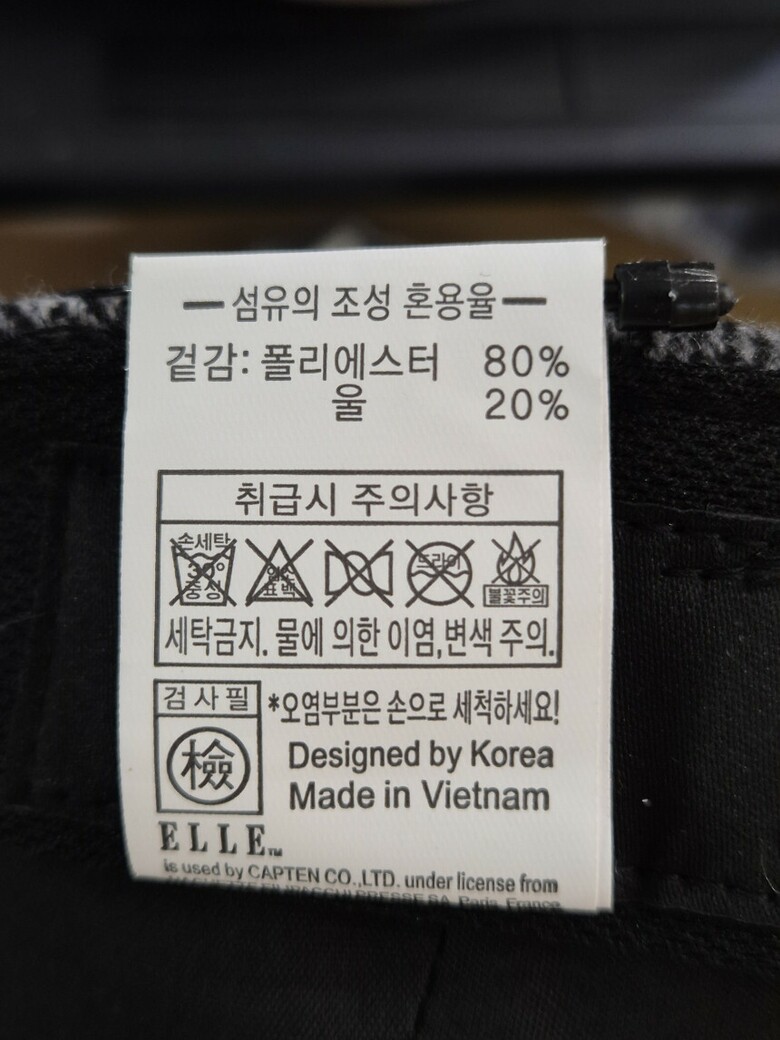 섬유의 조성 혼용율
겉감: 폴리에스터 80%
울 20%
취급시 주의사항
손세탁
30°
중성
염소
표백
드라이
불꽃주의
세탁금지. 물에 의한 이염,변색 주의.
검사필
檢
*오염부분은 손으로 세척하세요!
Designed by Korea
Made in Vietnam
ELLE™
is used by CAPTEN CO.,LTD. under license from
PRESSE SA, Paris, France